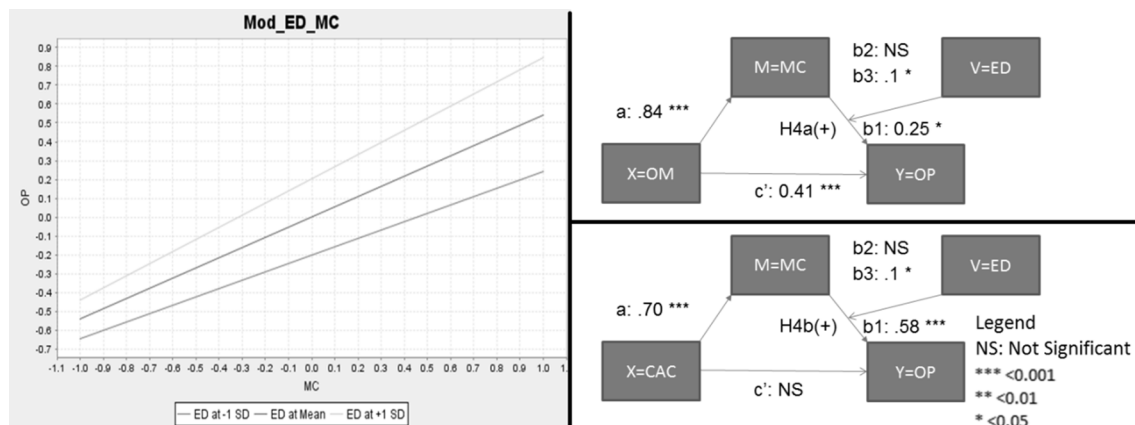 Mod_ED_MC
0.9
0.8
0.7
0.6
0.5
0.4
0.3
0.2
0.1
0.0
-0.1
-0.2
-0.3
-0.4
-0.5
-0.6
-0.7
OP
-1.1 -1.0 -0.9 -0.8 -0.7 -0.6 -0.5 -0.4 -0.3 -0.2 -0.1 0.0 0.1 0.2 0.3 0.4 0.5 0.6 0.7 0.8 0.9 1.0 1.
MC
ED at -1 SD ED at Mean ED at +1 SD
M=MC
b2: NS
b3: .1 *
V=ED
a: .84 ***
H4a(+)
b1: 0.25 *
X=OM
Y=OP
c': 0.41 ***
M=MC
b2: NS
b3: .1 *
V=ED
a: .70 ***
H4b(+)
b1: .58 ***
X=CAC
Y=OP
c': NS
Legend
NS: Not Significant
*** <0.001
** <0.01
* <0.05